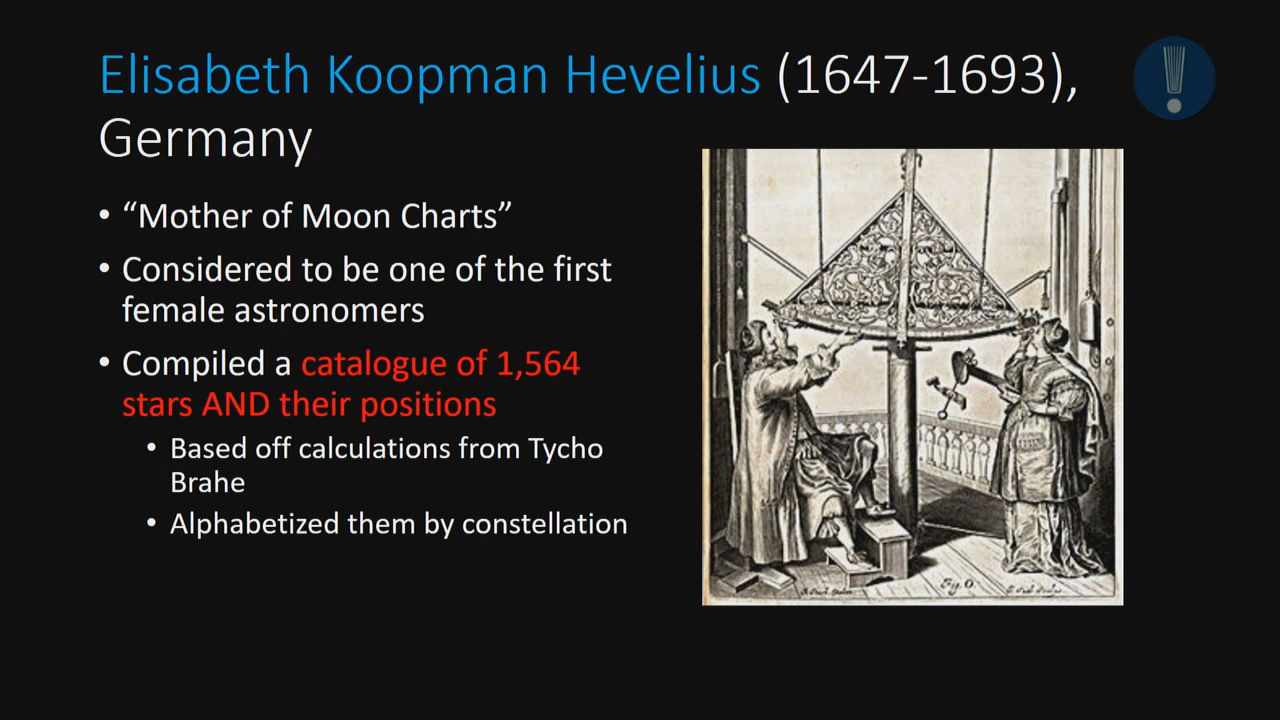 Elisabeth Koopman Hevelius (1647-1693),
Germany
• “Mother of Moon Charts”
• Considered to be one of the first
female astronomers
• Compiled a catalogue of 1,564
stars AND their positions
• Based off calculations from Tycho
Brahe
• Alphabetized them by constellation
Fig. O.